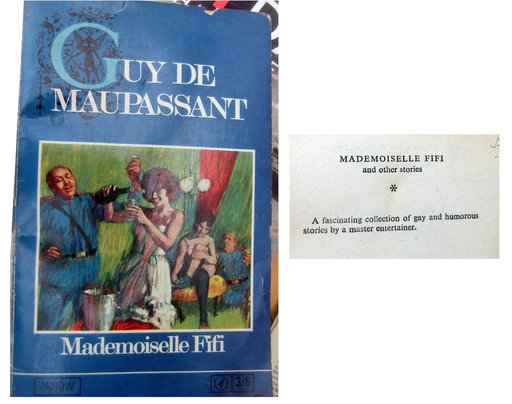 GUY DE
MAUPASSANT
Mademoiselle Fifi
ARROW
3/6
MADEMOISELLE FIFI
and other stories
*
A fascinating collection of gay and humorous
stories by a master entertainer.